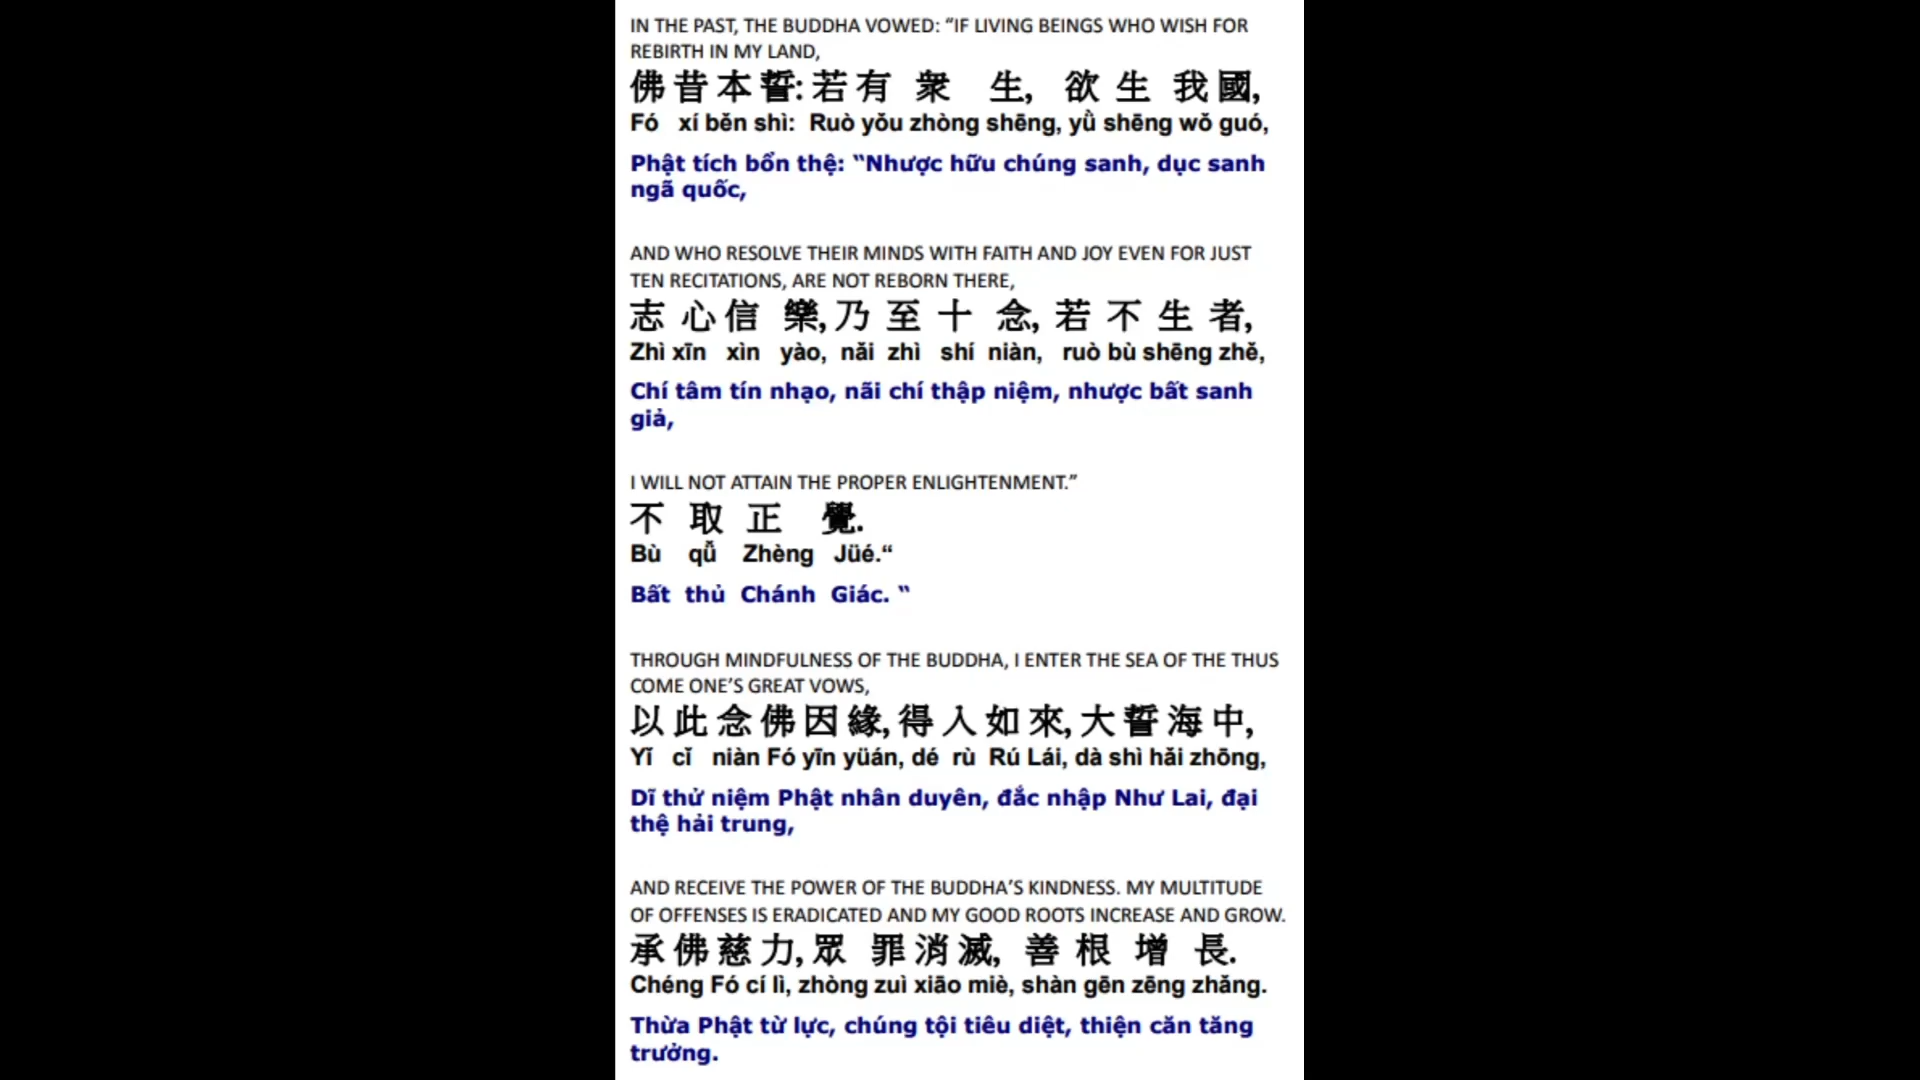 IN THE PAST, THE BUDDHA VOWED: “IF LIVING BEINGS WHO WISH FOR
REBIRTH IN MY LAND,
佛昔本誓: 若有衆生, 欲生我國,
Fó xí běn shì: Ruò yǒu zhòng shēng, yǜ shēng wǒ guó,
Phật tích bổn thệ: “Nhược hữu chúng sanh, dục sanh
ngã quốc,
AND WHO RESOLVE THEIR MINDS WITH FAITH AND JOY EVEN FOR JUST
TEN RECITATIONS, ARE NOT REBORN THERE,
志心信樂, 乃至十念, 若不生者,
Zhì xīn xìn yào, nǎi zhì shí niàn, ruò bù shēng zhě,
Chí tâm tín nhạo, nãi chí thập niệm, nhược bất sanh
giả,
I WILL NOT ATTAIN THE PROPER ENLIGHTENMENT.”
不取正覺.
Bù qǚ Zhèng Jüé.“
Bất thủ Chánh Giác. “
THROUGH MINDFULNESS OF THE BUDDHA, I ENTER THE SEA OF THE THUS
COME ONE’S GREAT VOWS,
以此念佛因緣, 得入如來, 大誓海中,
Yǐ cǐ niàn Fó yīn yüán, dé rù Rú Lái, dà shì hǎi zhōng,
Dĩ thử niệm Phật nhân duyên, đắc nhập Như Lai, đại
thệ hải trung,
AND RECEIVE THE POWER OF THE BUDDHA’S KINDNESS. MY MULTITUDE
OF OFFENSES IS ERADICATED AND MY GOOD ROOTS INCREASE AND GROW.
承佛慈力, 眾罪消滅, 善根增長.
Chéng Fó cí lì, zhòng zuì xiāo miè, shàn gēn zēng zhǎng.
Thừa Phật từ lực, chúng tội tiêu diệt, thiện căn tăng
trưởng.